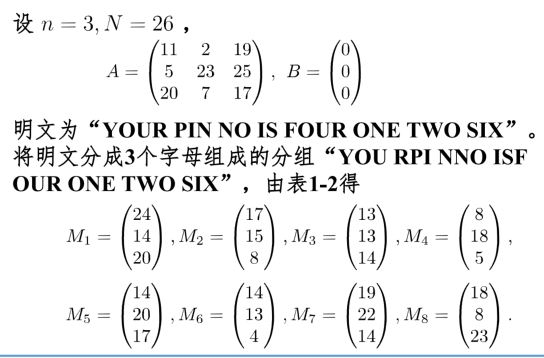 设 n = 3, N = 26，
A = \begin{pmatrix} 11 & 2 & 19 \\ 5 & 23 & 25 \\ 20 & 7 & 17 \end{pmatrix}, B = \begin{pmatrix} 0 \\ 0 \\ 0 \end{pmatrix}
明文为“YOUR PIN NO IS FOUR ONE TWO SIX”。
将明文分成3个字母组成的分组“YOU RPI NNO ISF
OUR ONE TWO SIX”，由表1-2得
M_1 = \begin{pmatrix} 24 \\ 14 \\ 20 \end{pmatrix}, M_2 = \begin{pmatrix} 17 \\ 15 \\ 8 \end{pmatrix}, M_3 = \begin{pmatrix} 13 \\ 13 \\ 14 \end{pmatrix}, M_4 = \begin{pmatrix} 8 \\ 18 \\ 5 \end{pmatrix},
M_5 = \begin{pmatrix} 14 \\ 20 \\ 17 \end{pmatrix}, M_6 = \begin{pmatrix} 14 \\ 13 \\ 4 \end{pmatrix}, M_7 = \begin{pmatrix} 19 \\ 22 \\ 14 \end{pmatrix}, M_8 = \begin{pmatrix} 18 \\ 8 \\ 23 \end{pmatrix}.